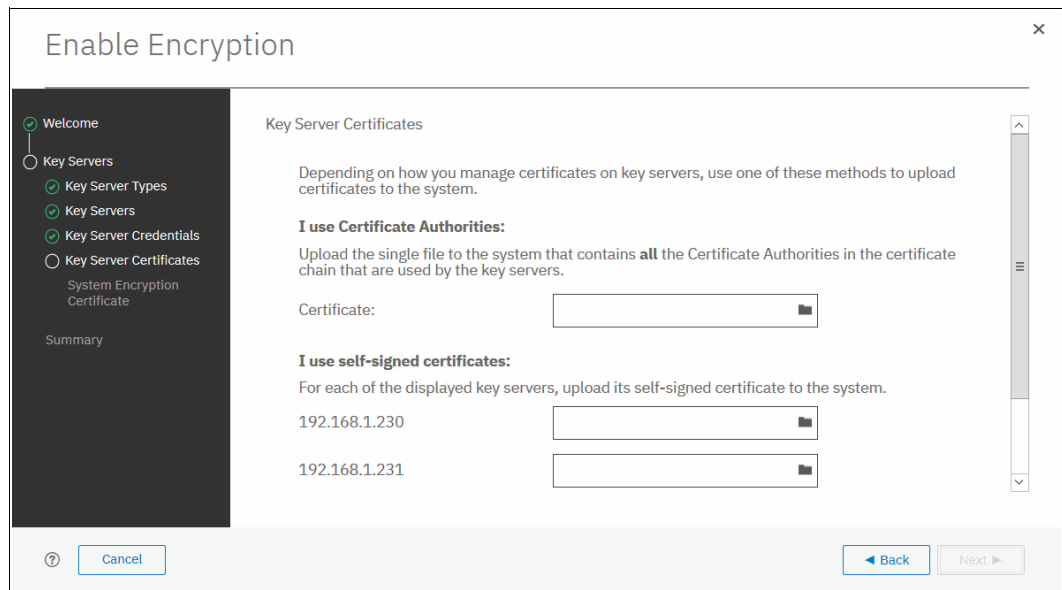 Enable Encryption
Welcome
Key Servers
Key Server Types
Key Servers
Key Server Credentials
Key Server Certificates
System Encryption
Certificate
Summary
Key Server Certificates
Depending on how you manage certificates on key servers, use one of these methods to upload
certificates to the system.
I use Certificate Authorities:
Upload the single file to the system that contains all the Certificate Authorities in the certificate
chain that are used by the key servers.
Certificate:
I use self-signed certificates:
For each of the displayed key servers, upload its self-signed certificate to the system.
192.168.1.230
192.168.1.231
Cancel
Back
Next